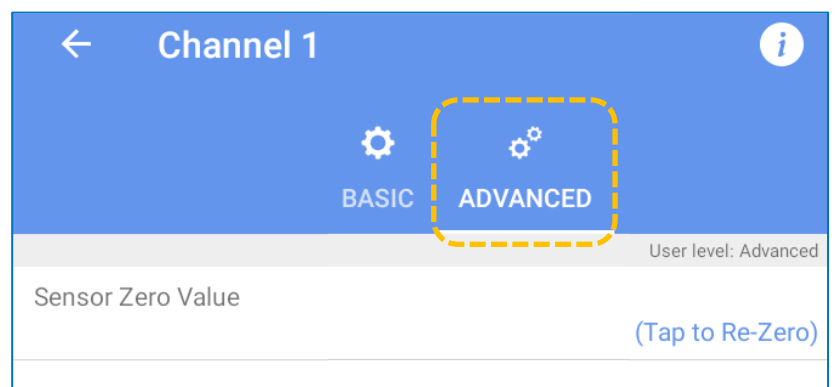 Channel 1
i
BASIC
ADVANCED
User level: Advanced
Sensor Zero Value
(Tap to Re-Zero)